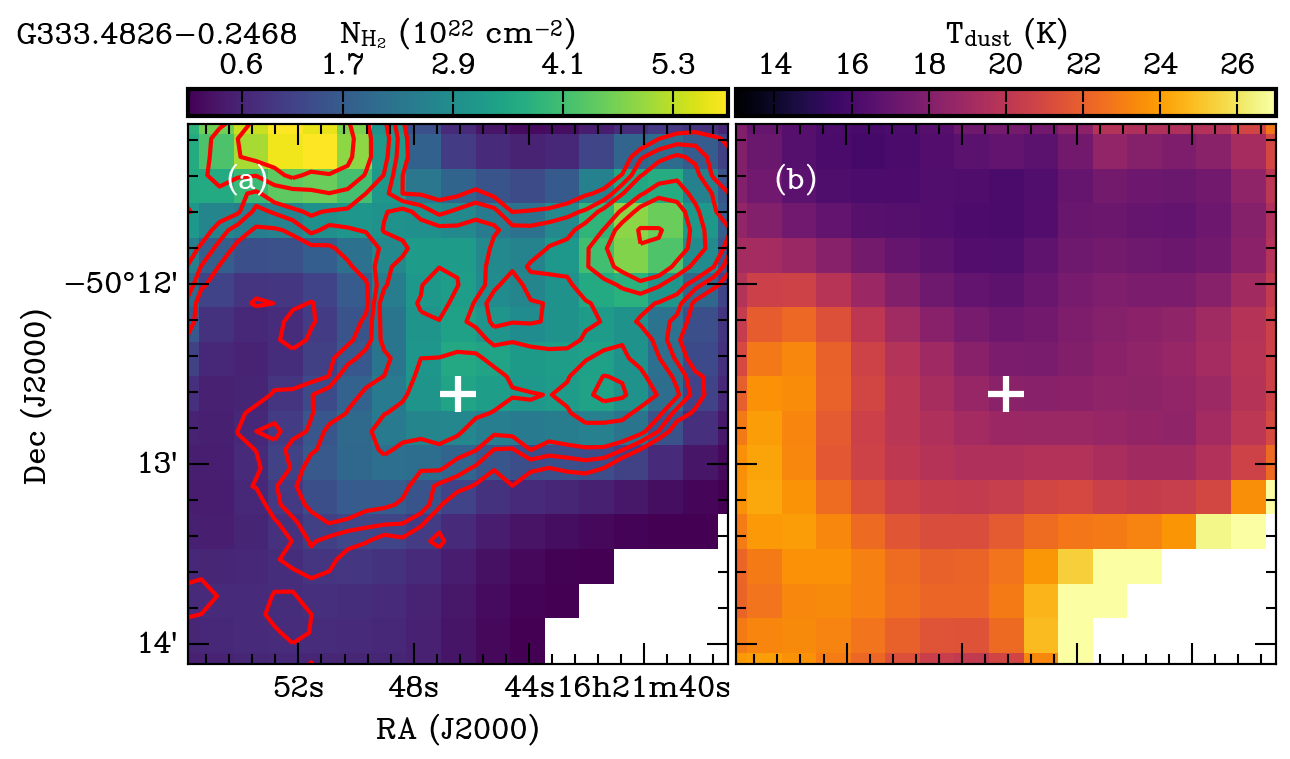 G333.4826−0.2468 N_H₂ (10²² cm⁻²) T_dust (K)
0.6 1.7 2.9 4.1 5.3 14 16 18 20 22 24 26
(a) (b)
−50°12'
13'
14'
Dec (J2000)
52s 48s 44s 16h21m40s
RA (J2000)